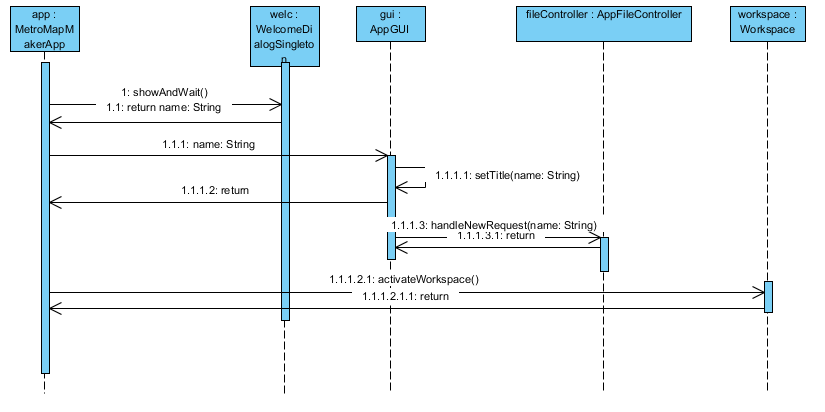 app :
MetroMapM
akerApp
welc :
WelcomeDi
alogSingleto
n
gui :
AppGUI
fileController : AppFileController
workspace :
Workspace
1: showAndWait()
1.1: return name: String
1.1.1: name: String
1.1.1.1: setTitle(name: String)
1.1.1.2: return
1.1.1.3: handleNewRequest(name: String)
1.1.1.3.1: return
1.1.1.2.1: activateWorkspace()
1.1.1.2.1.1: return